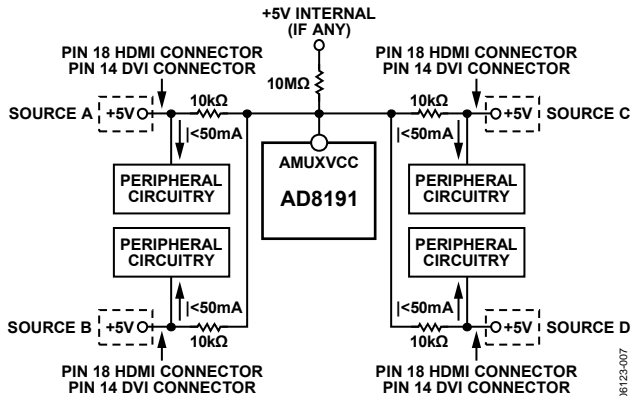 +5V INTERNAL
(IF ANY)
PIN 18 HDMI CONNECTOR
PIN 14 DVI CONNECTOR
PIN 18 HDMI CONNECTOR
PIN 14 DVI CONNECTOR
10MΩ
10kΩ
10kΩ
SOURCE A
+5V
+5V
SOURCE C
I<50mA
I<50mA
AMUXVCC
AD8191
PERIPHERAL
CIRCUITRY
PERIPHERAL
CIRCUITRY
PERIPHERAL
CIRCUITRY
PERIPHERAL
CIRCUITRY
I<50mA
I<50mA
SOURCE B
+5V
+5V
SOURCE D
10kΩ
10kΩ
PIN 18 HDMI CONNECTOR
PIN 14 DVI CONNECTOR
PIN 18 HDMI CONNECTOR
PIN 14 DVI CONNECTOR
06123-007